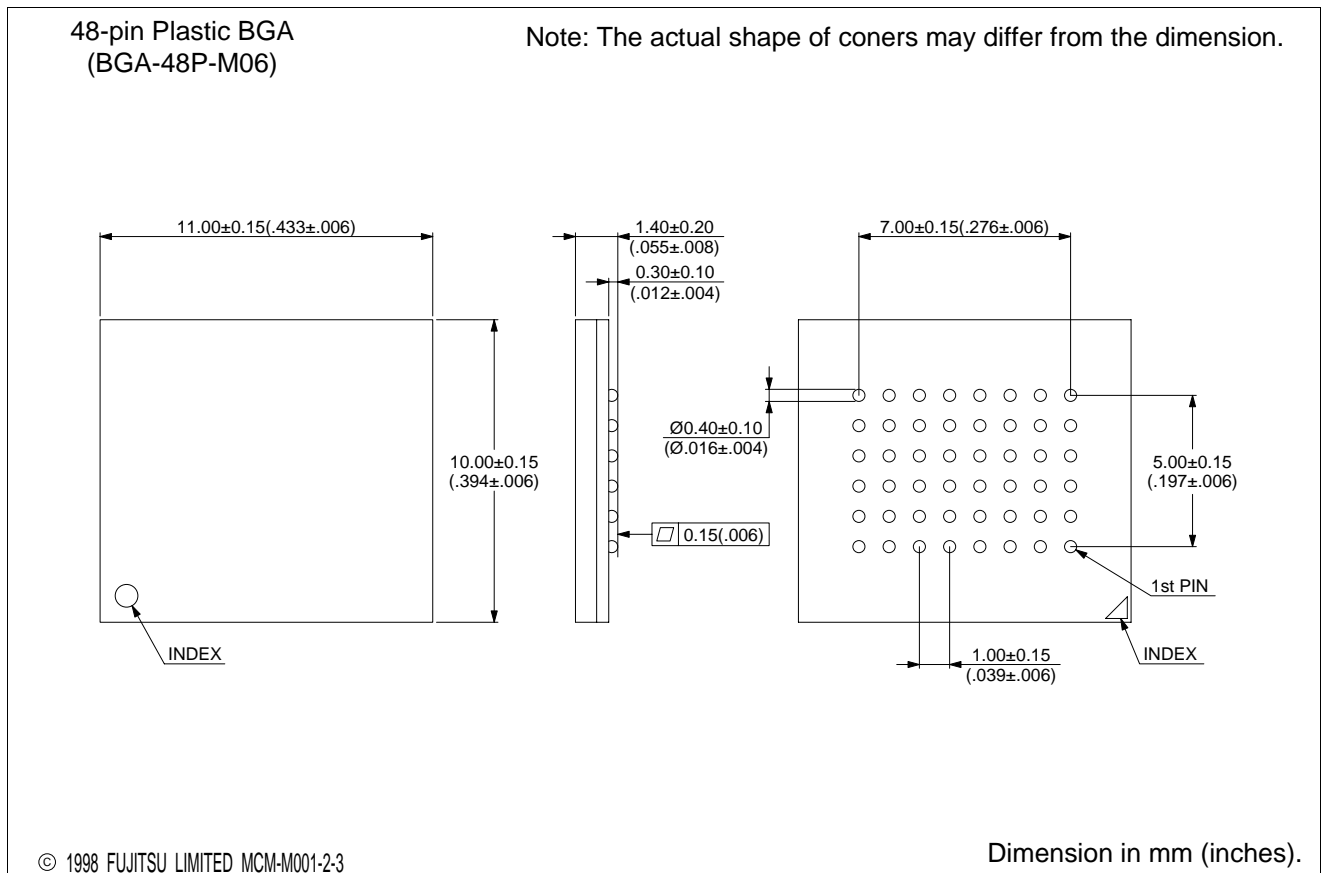 48-pin Plastic BGA
(BGA-48P-M06)
Note: The actual shape of coners may differ from the dimension.
11.00±0.15(.433±.006)
1.40±0.20
(.055±.008)
0.30±0.10
(.012±.004)
7.00±0.15(.276±.006)
Ø0.40±0.10
(Ø.016±.004)
10.00±0.15
(.394±.006)
5.00±0.15
(.197±.006)
0.15(.006)
1st PIN
INDEX
1.00±0.15
(.039±.006)
INDEX
© 1998 FUJITSU LIMITED MCM-M001-2-3
Dimension in mm (inches).